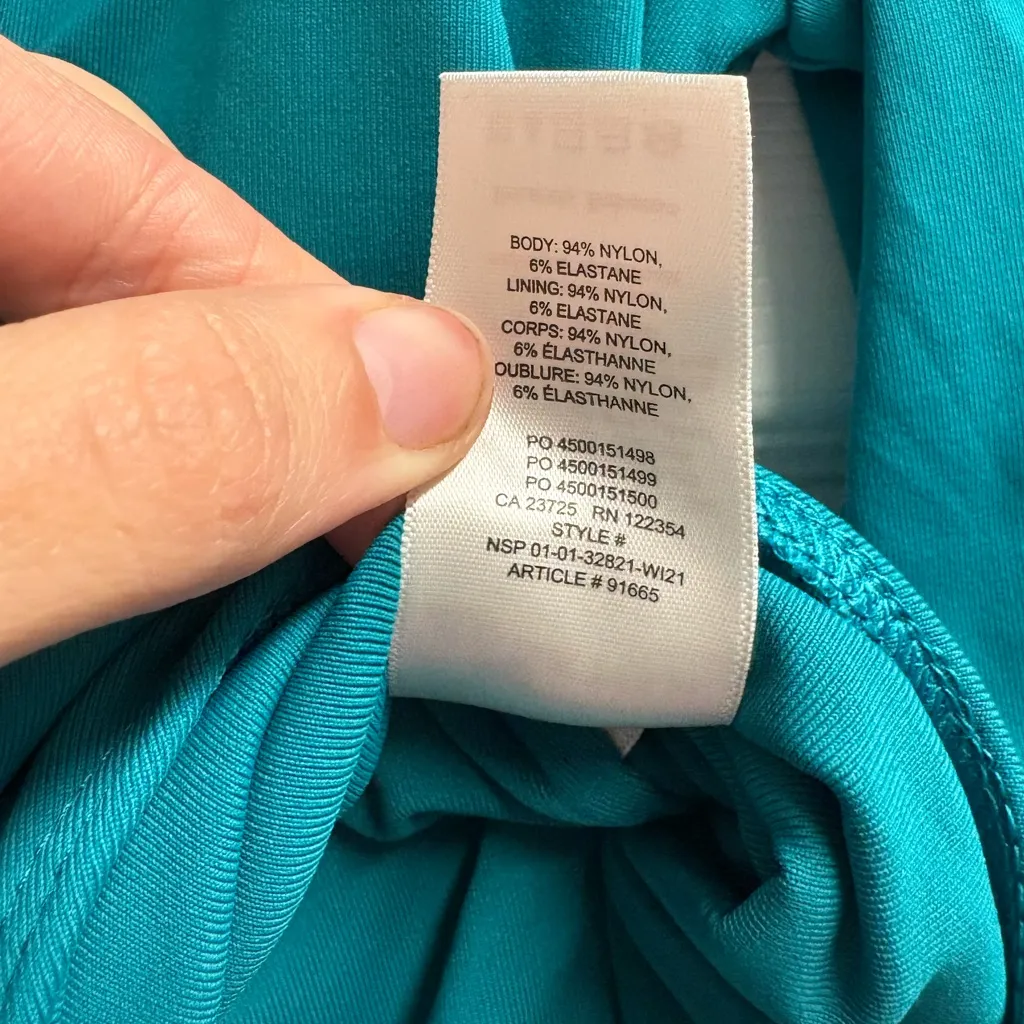 BODY: 94% NYLON,
6% ELASTANE
LINING: 94% NYLON,
6% ELASTANE
CORPS: 94% NYLON,
6% ÉLASTHANNE
OUBLURE: 94% NYLON,
6% ÉLASTHANNE
PO 4500151498
PO 4500151499
PO 4500151500
CA 23725 RN 122354
STYLE #
NSP 01-01-32821-WI21
ARTICLE # 91665